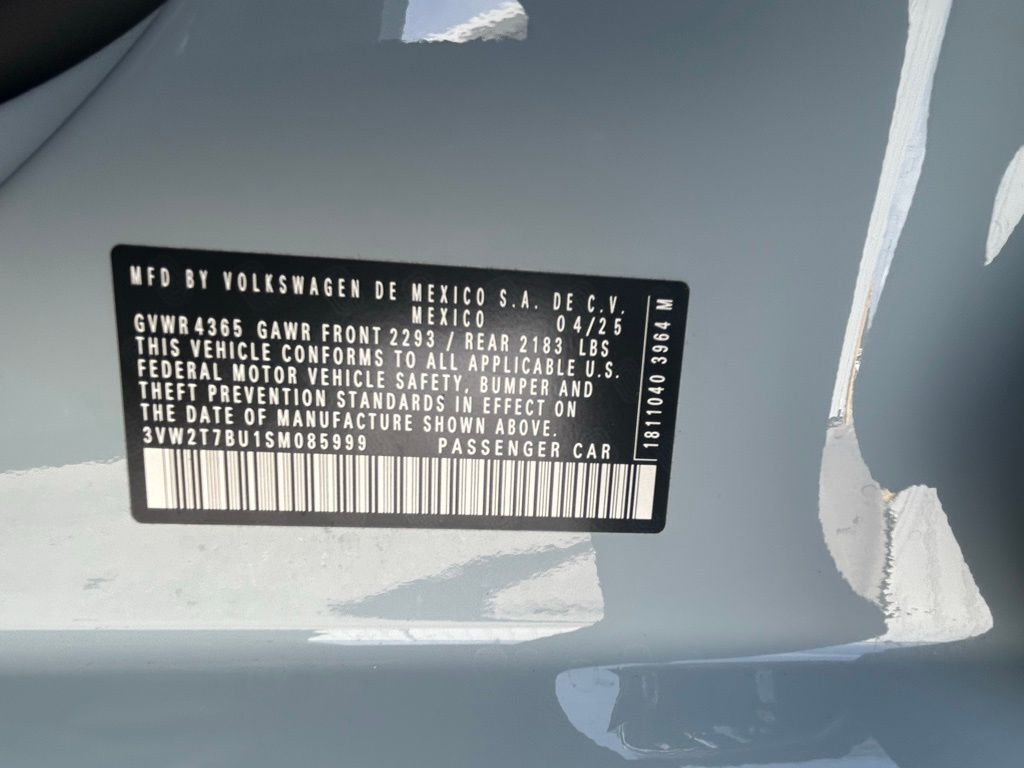 MFD BY VOLKSWAGEN DE MEXICO S.A. DE C.V.
MEXICO 04/25
GVWR 4365 GAWR FRONT 2293 / REAR 2183 LBS
THIS VEHICLE CONFORMS TO ALL APPLICABLE U.S.
FEDERAL MOTOR VEHICLE SAFETY, BUMPER AND
THEFT PREVENTION STANDARDS IN EFFECT ON
THE DATE OF MANUFACTURE SHOWN ABOVE.
3VW2T7BU1SM085999 PASSENGER CAR
1811040 3964 M